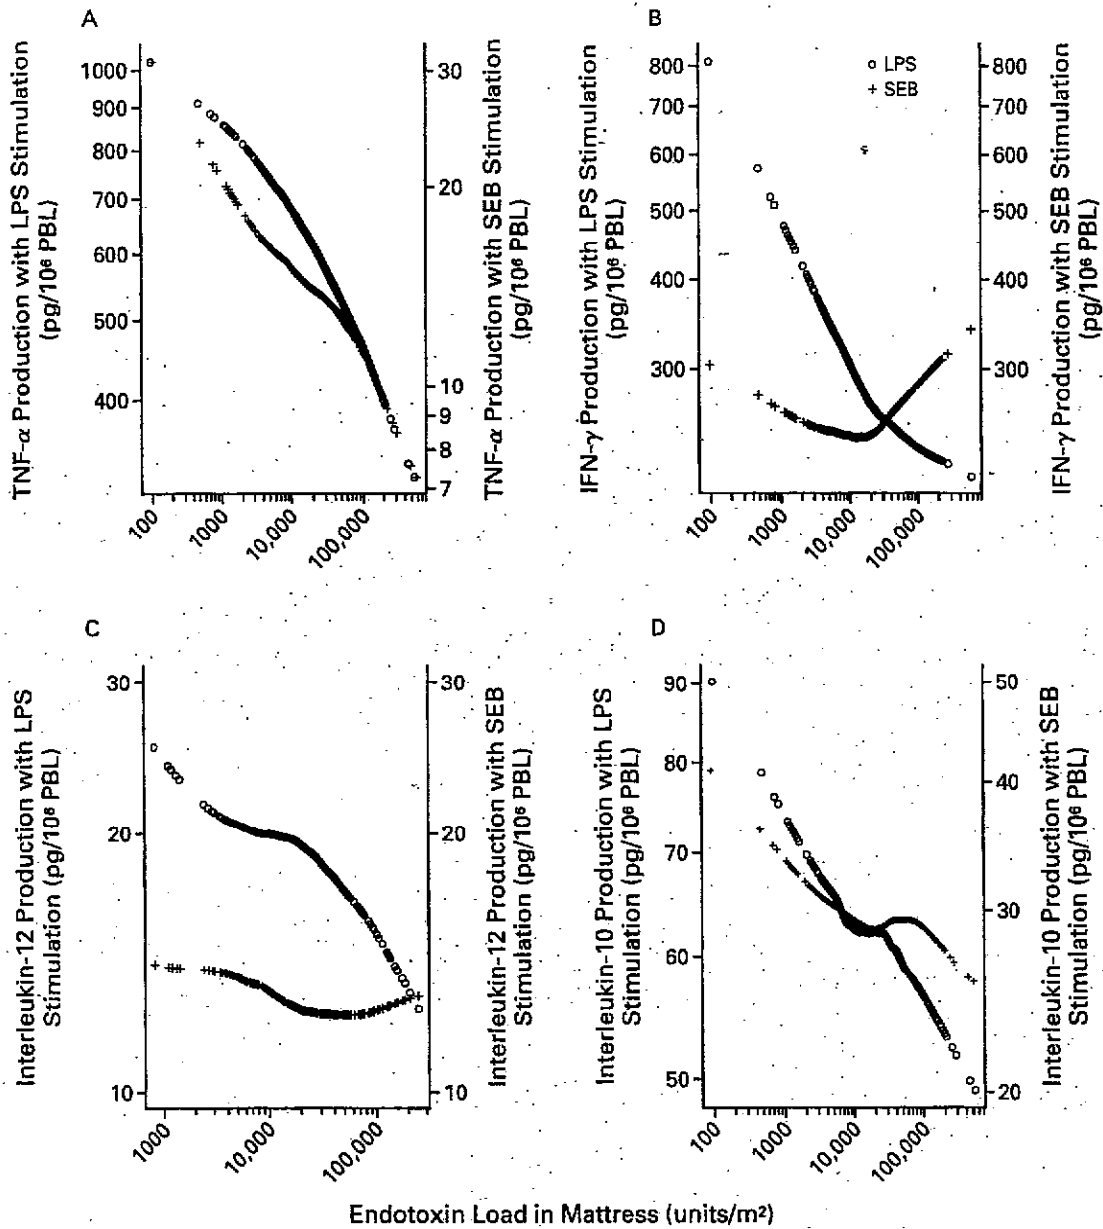 A
TNF-α Production with LPS Stimulation
(pg/10⁶ PBL)
1000
900
800
700
600
500
400
30
20
10
9
8
7
TNF-α Production with SEB Stimulation
(pg/10⁶ PBL)
100
1000
10,000
100,000
B
IFN-γ Production with LPS Stimulation
(pg/10⁶ PBL)
800
700
600
500
400
300
○ LPS
+ SEB
800
700
600
500
400
300
IFN-γ Production with SEB Stimulation
(pg/10⁶ PBL)
100
1000
10,000
100,000
C
Interleukin-12 Production with LPS
Stimulation (pg/10⁶ PBL)
30
20
10
30
20
10
Interleukin-12 Production with SEB
Stimulation (pg/10⁶ PBL)
1000
10,000
100,000
D
Interleukin-10 Production with LPS
Stimulation (pg/10⁶ PBL)
90
80
70
60
50
50
40
30
20
Interleukin-10 Production with SEB
Stimulation (pg/10⁶ PBL)
100
1000
10,000
100,000
Endotoxin Load in Mattress (units/m²)